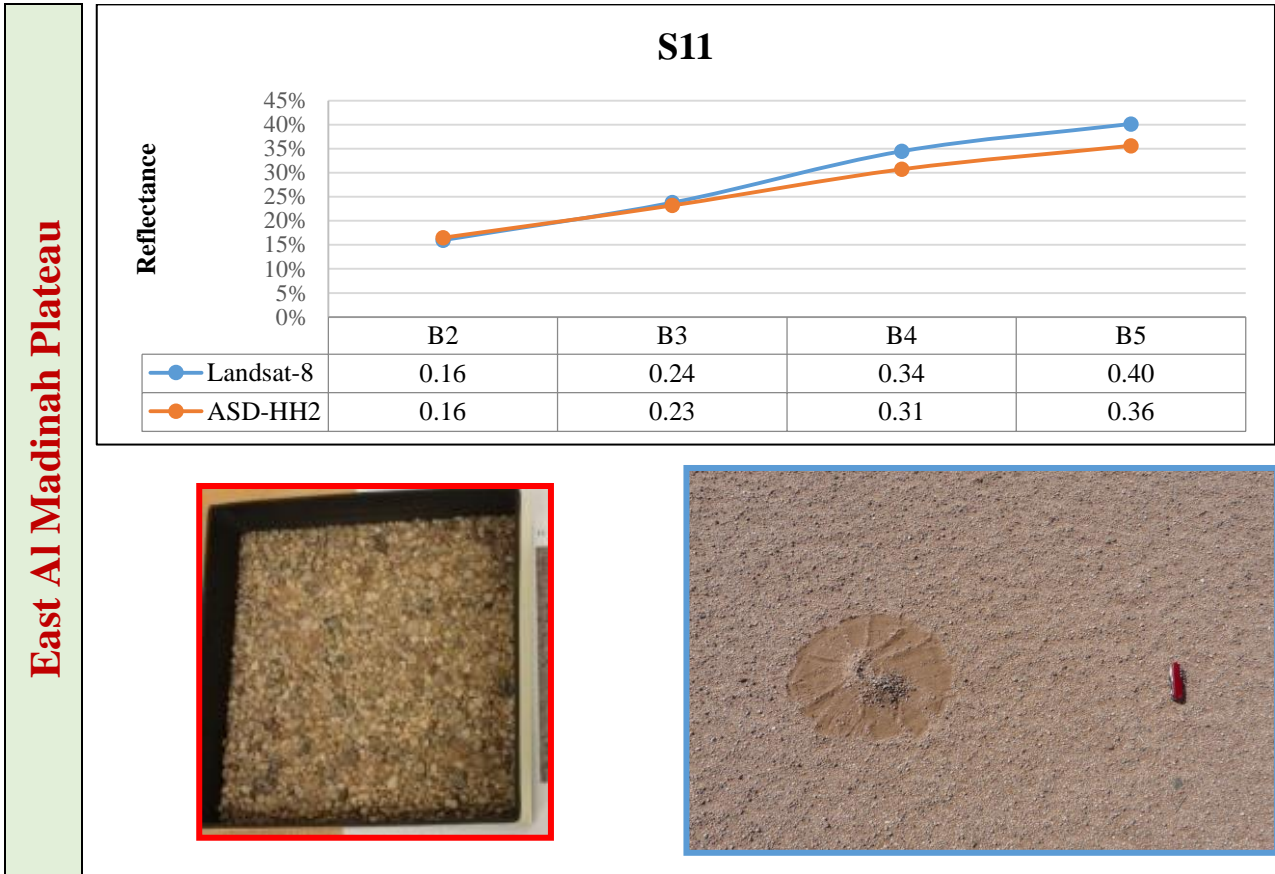 East Al Madinah Plateau
S11
Reflectance
45%
40%
35%
30%
25%
20%
15%
10%
5%
0%
B2 B3 B4 B5
Landsat-8 0.16 0.24 0.34 0.40
ASD-HH2 0.16 0.23 0.31 0.36